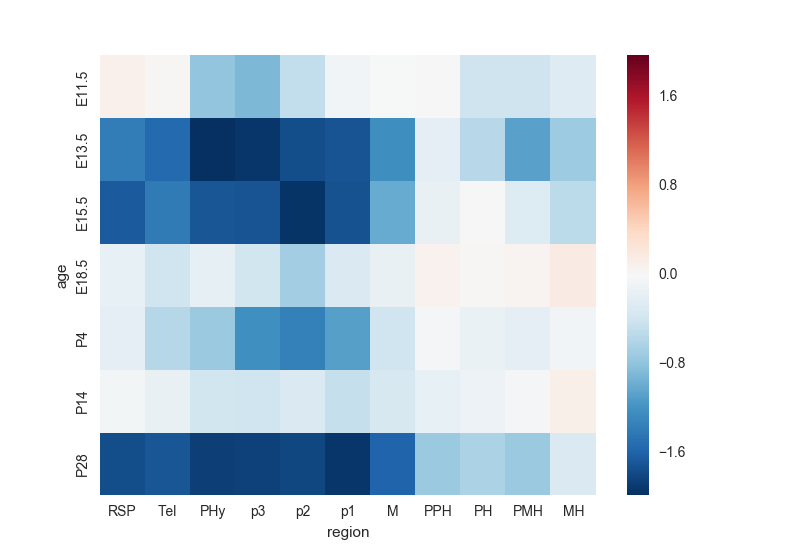 E11.5
E13.5
E15.5
E18.5
P4
P14
P28
age
RSP Tel PHy p3 p2 p1 M PPH PH PMH MH
region
1.6
0.8
0.0
−0.8
−1.6